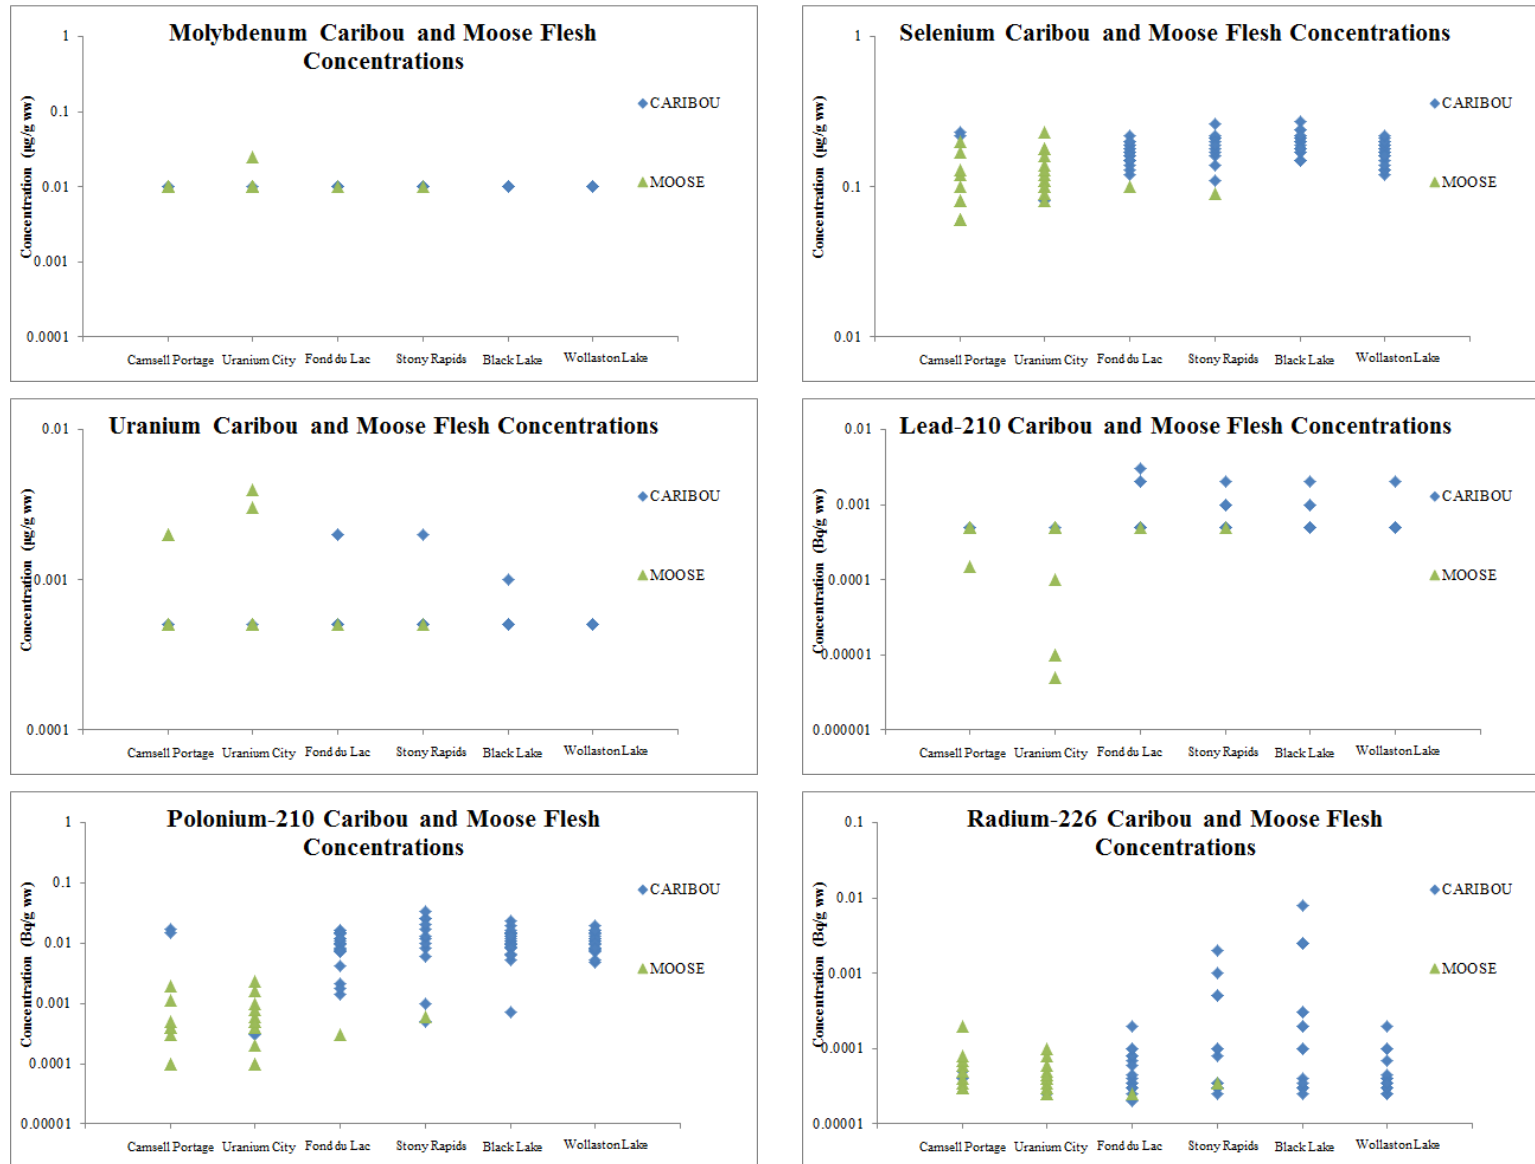 Molybdenum Caribou and Moose Flesh
Concentrations
Concentration (µg/g ww)
1
0.1
0.01
0.001
0.0001
CARIBOU
MOOSE
Camsell Portage Uranium City Fond du Lac Stony Rapids Black Lake Wollaston Lake
Selenium Caribou and Moose Flesh Concentrations
Concentration (µg/g ww)
1
0.1
0.01
CARIBOU
MOOSE
Camsell Portage Uranium City Fond du Lac Stony Rapids Black Lake Wollaston Lake
Uranium Caribou and Moose Flesh Concentrations
Concentration (µg/g ww)
0.01
0.001
0.0001
CARIBOU
MOOSE
Camsell Portage Uranium City Fond du Lac Stony Rapids Black Lake Wollaston Lake
Lead-210 Caribou and Moose Flesh Concentrations
Concentration (Bq/g ww)
0.01
0.001
0.0001
0.00001
0.000001
CARIBOU
MOOSE
Camsell Portage Uranium City Fond du Lac Stony Rapids Black Lake Wollaston Lake
Polonium-210 Caribou and Moose Flesh
Concentrations
Concentration (Bq/g ww)
1
0.1
0.01
0.001
0.0001
0.00001
CARIBOU
MOOSE
Camsell Portage Uranium City Fond du Lac Stony Rapids Black Lake Wollaston Lake
Radium-226 Caribou and Moose Flesh
Concentrations
Concentration (Bq/g ww)
0.1
0.01
0.001
0.0001
0.00001
CARIBOU
MOOSE
Camsell Portage Uranium City Fond du Lac Stony Rapids Black Lake Wollaston Lake